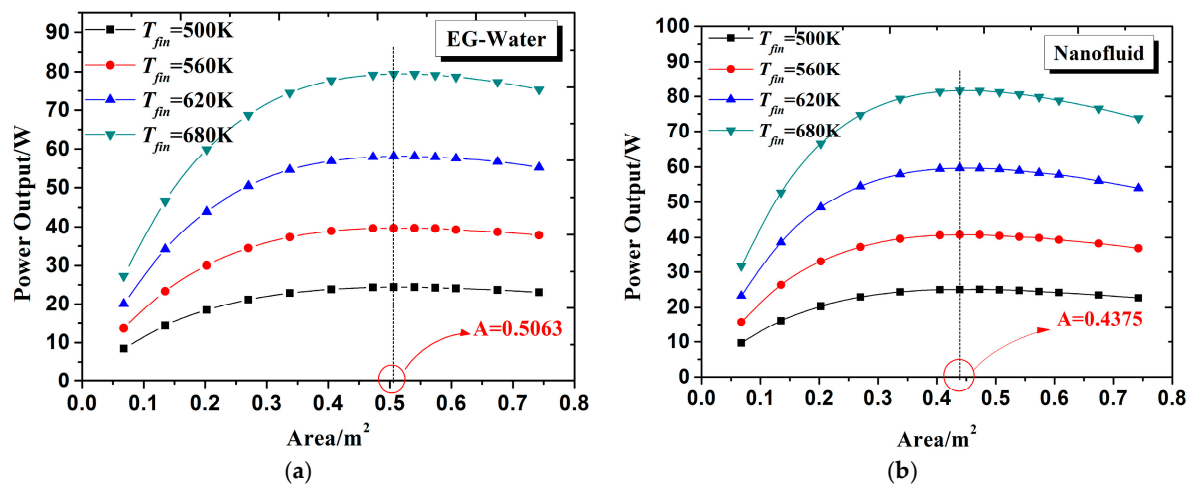 EG-Water
T_fin=500K
T_fin=560K
T_fin=620K
T_fin=680K
A=0.5063
Power Output/W
90
80
70
60
50
40
30
20
10
0
0.0 0.1 0.2 0.3 0.4 0.5 0.6 0.7 0.8
Area/m²
(a)
Nanofluid
T_fin=500K
T_fin=560K
T_fin=620K
T_fin=680K
A=0.4375
Power Output/W
100
90
80
70
60
50
40
30
20
10
0
0.0 0.1 0.2 0.3 0.4 0.5 0.6 0.7 0.8
Area/m²
(b)